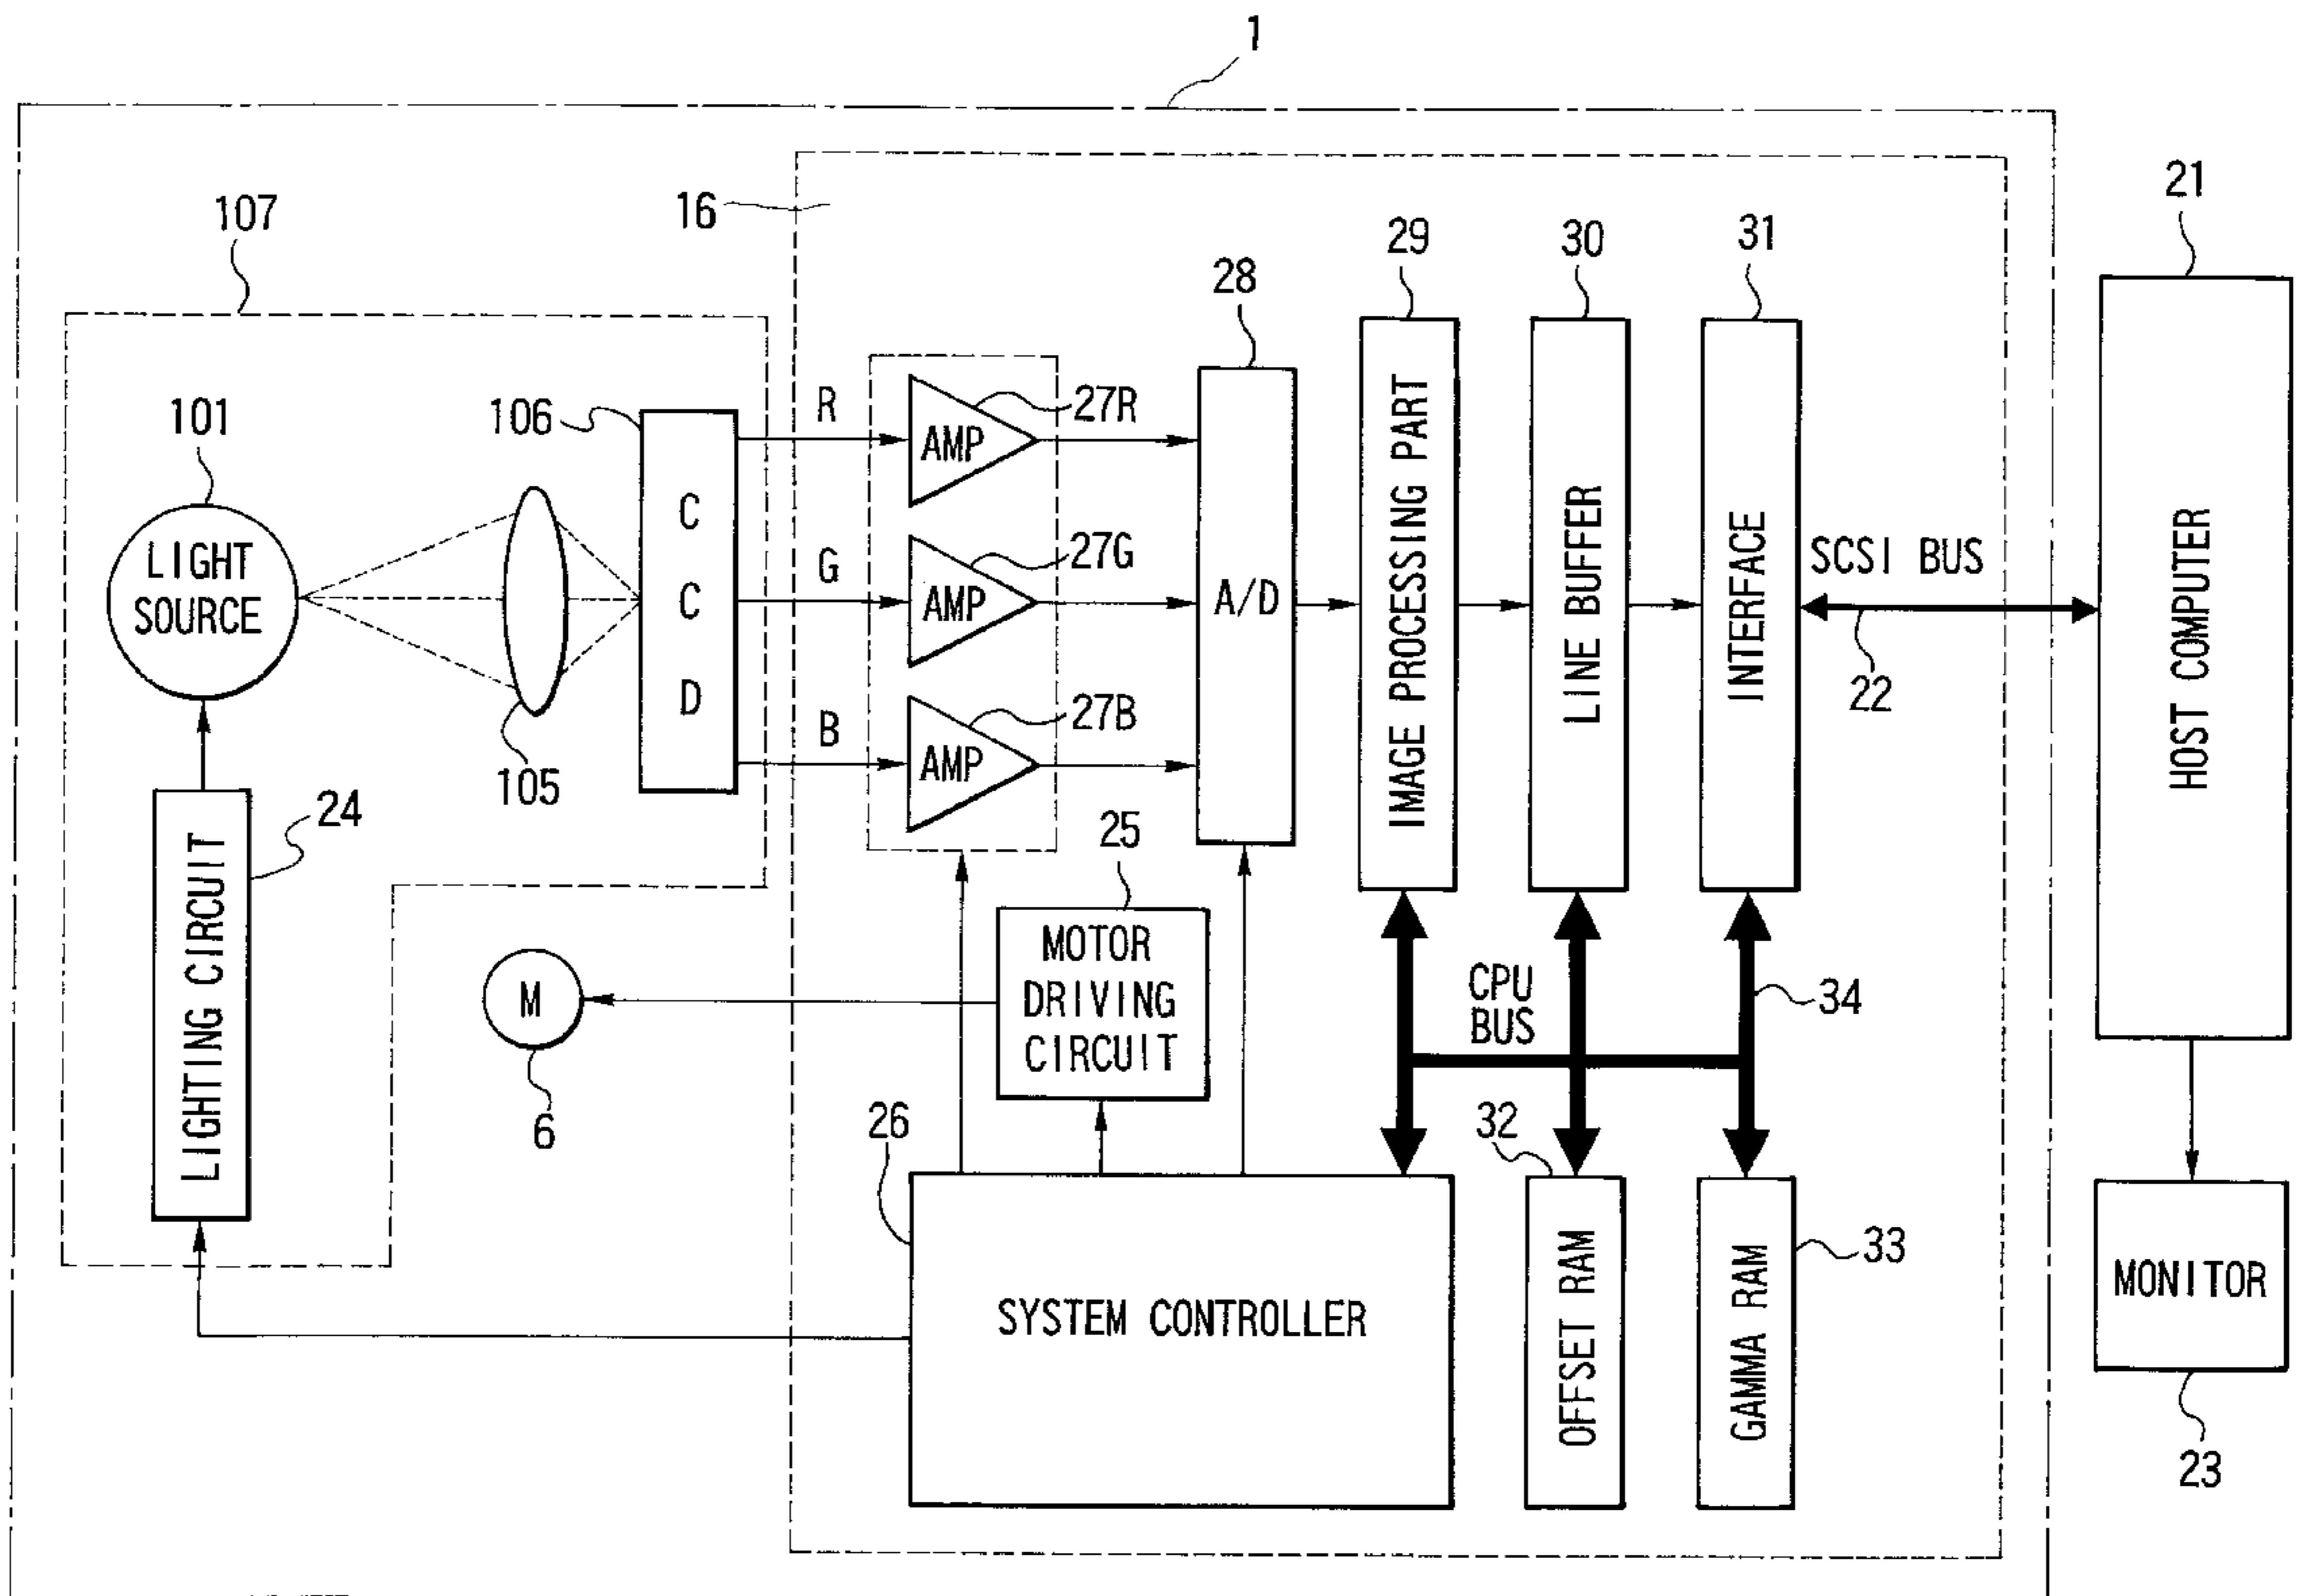 1
16
21
107
29
30
31
28
101
106
R
27R
AMP
LIGHT
SOURCE
C
C
D
G
27G
AMP
A/D
IMAGE PROCESSING PART
LINE BUFFER
INTERFACE
SCSI BUS
22
HOST COMPUTER
B
27B
AMP
105
24
LIGHTING CIRCUIT
25
MOTOR
DRIVING
CIRCUIT
M
6
CPU
BUS
34
26
SYSTEM CONTROLLER
32
OFFSET RAM
33
GAMMA RAM
MONITOR
23